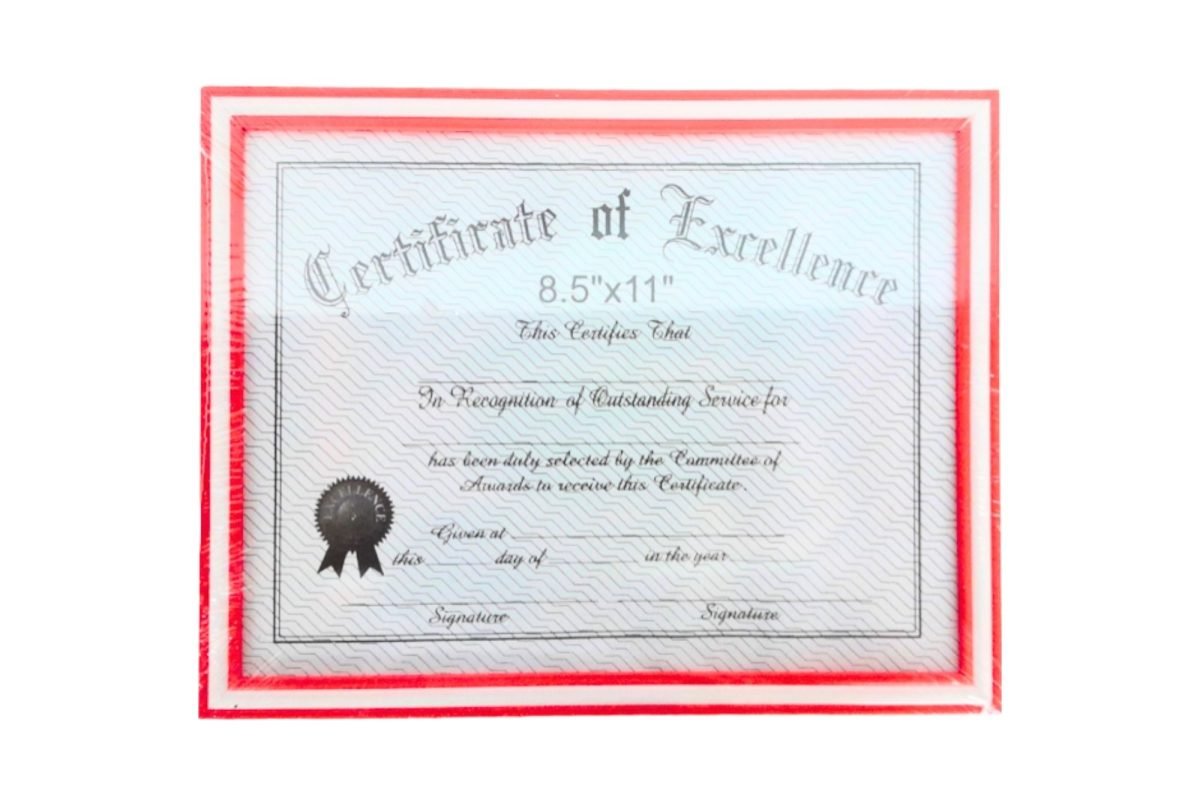 Certificate of Excellence
8.5"x11"
This Certifies That
In Recognition of Outstanding Service for
has been duly selected by the Committee of
Awards to receive this Certificate.
EXCELLENCE
Given at
this day of in the year
Signature Signature